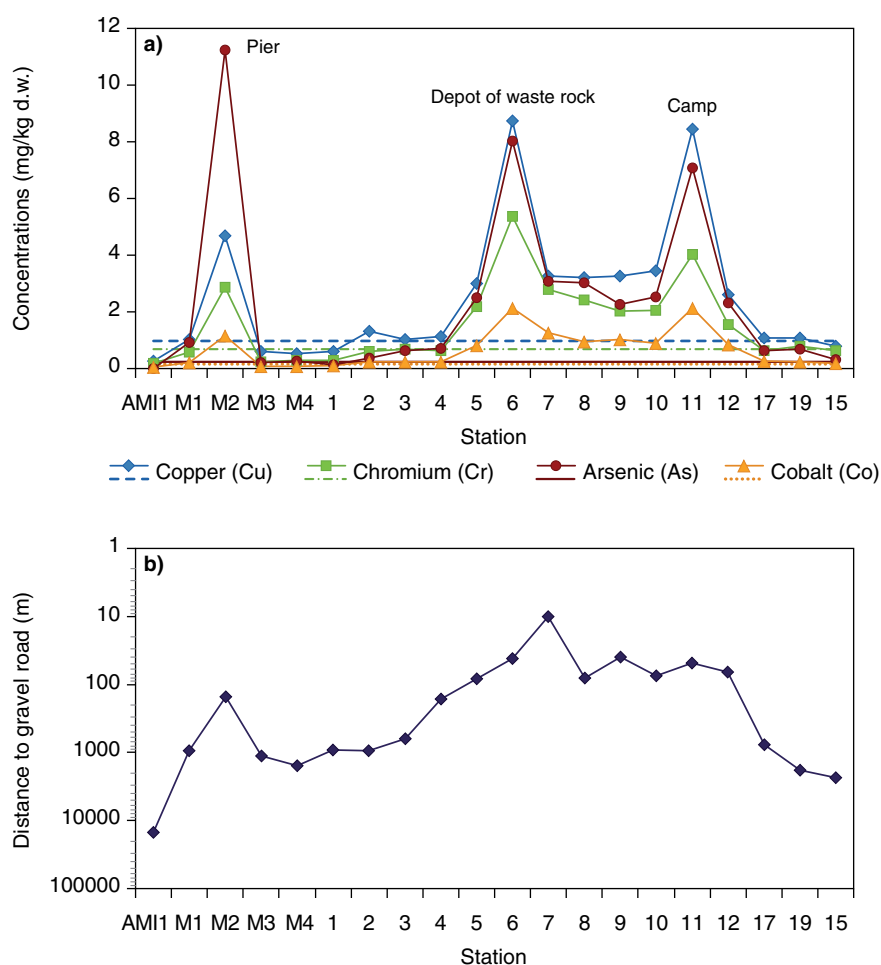 a)
Pier
Depot of waste rock
Camp
Concentrations (mg/kg d.w.)
12
10
8
6
4
2
0
AMI1 M1 M2 M3 M4 1 2 3 4 5 6 7 8 9 10 11 12 17 19 15
Station
Copper (Cu) Chromium (Cr) Arsenic (As) Cobalt (Co)
b)
Distance to gravel road (m)
1
10
100
1000
10000
100000
AMI1 M1 M2 M3 M4 1 2 3 4 5 6 7 8 9 10 11 12 17 19 15
Station